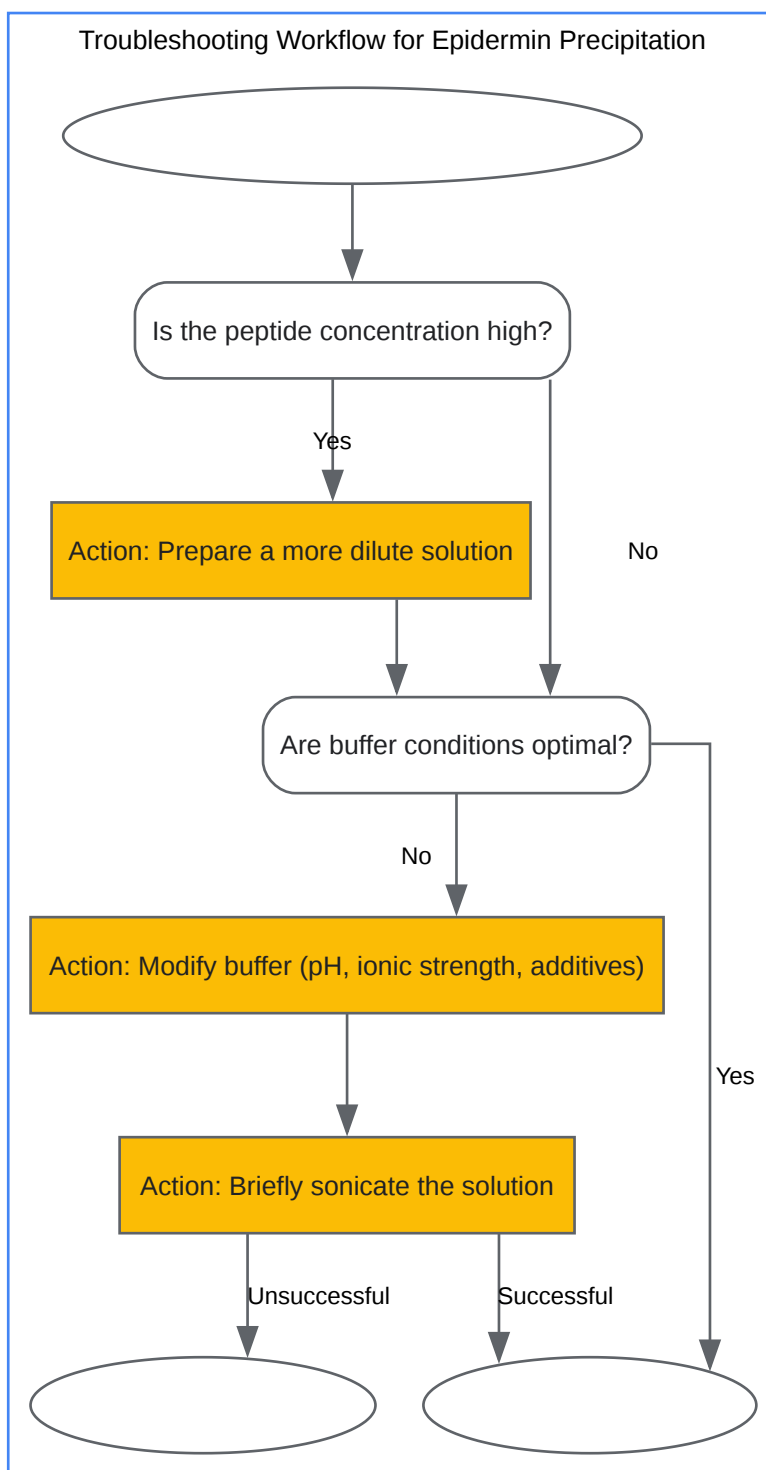 Troubleshooting Workflow for Epidermin Precipitation
Is the peptide concentration high?
Yes
Action: Prepare a more dilute solution
No
Are buffer conditions optimal?
No
Action: Modify buffer (pH, ionic strength, additives)
Yes
Action: Briefly sonicate the solution
Unsuccessful
Successful